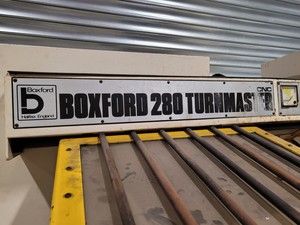 Boxford
Halifax England
BOXFORD 280 TURNMASTER
CNC